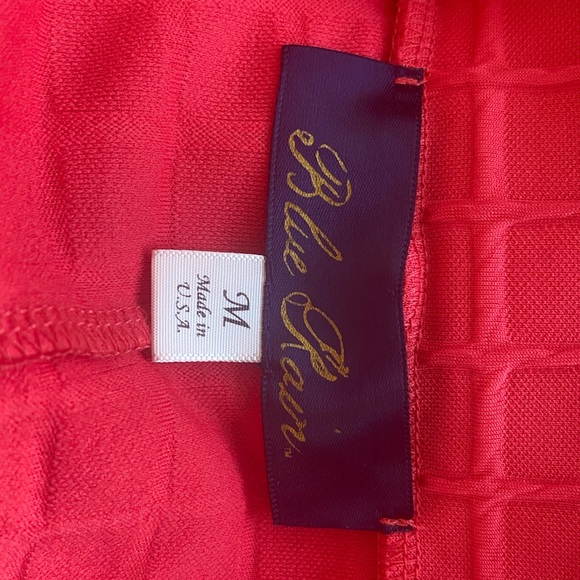 Blue Rain™
M
Made in
U.S.A.